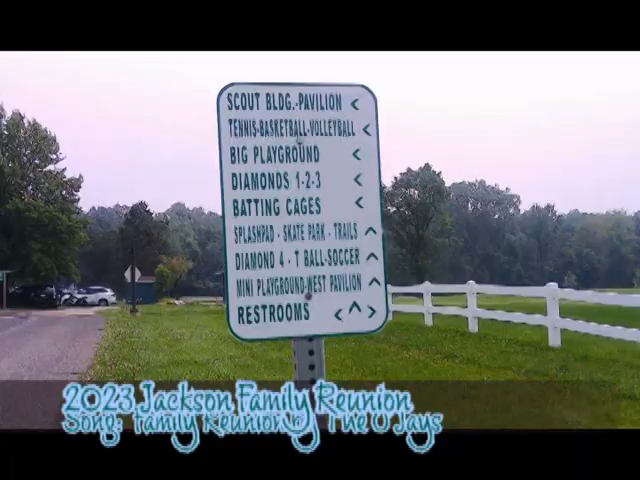 SCOUT BLDG.-PAVILION <
TENNIS-BASKETBALL-VOLLEYBALL <
BIG PLAYGROUND <
DIAMONDS 1-2-3 <
BATTING CAGES <
SPLASHPAD - SKATE PARK - TRAILS ^
DIAMOND 4 - T BALL-SOCCER ^
MINI PLAYGROUND-WEST PAVILION ^
RESTROOMS < ^ >
2023 Jackson Family Reunion
Song: Family Reunion by The O'Jays